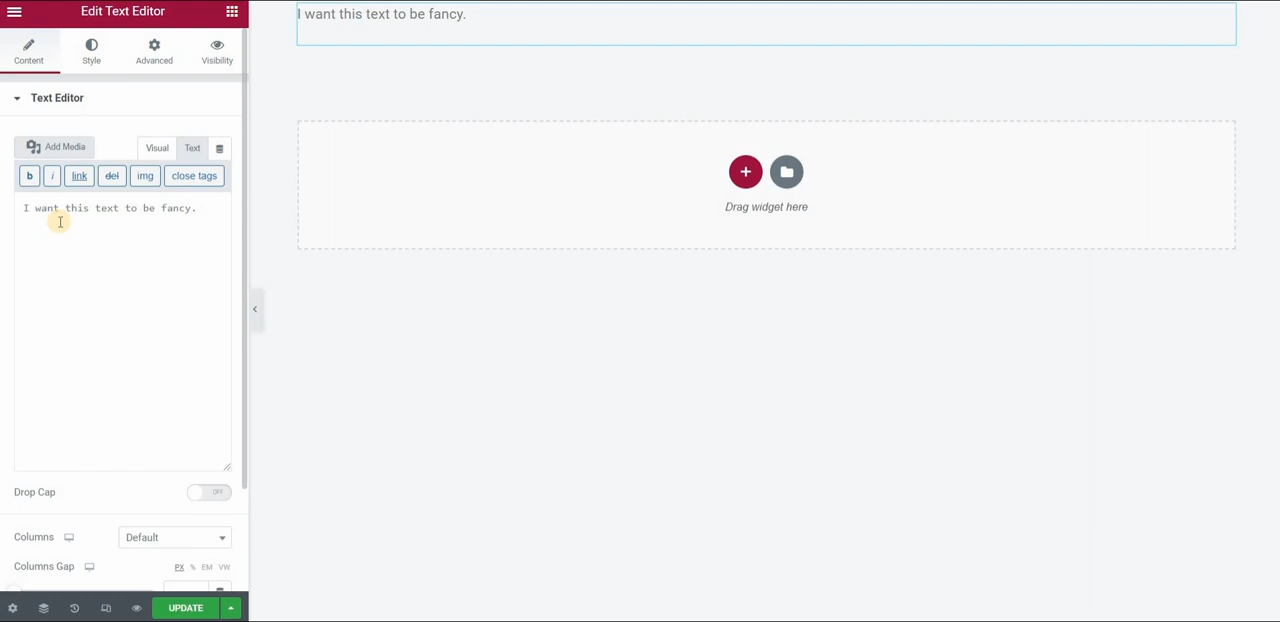 Edit Text Editor
Content Style Advanced Visibility
Text Editor
Add Media Visual Text
b i link del img close tags
I want this text to be fancy.
Drop Cap OFF
Columns Default
Columns Gap PX % EM VW
UPDATE
I want this text to be fancy.
Drag widget here